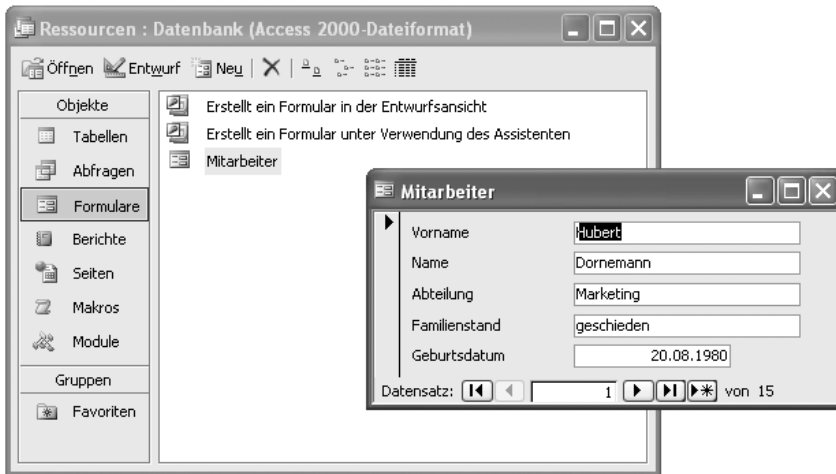 Ressourcen : Datenbank (Access 2000-Dateiformat)
Öffnen Entwurf Neu
Objekte
Tabellen
Abfragen
Formulare
Berichte
Seiten
Makros
Module
Gruppen
Favoriten
Erstellt ein Formular in der Entwurfsansicht
Erstellt ein Formular unter Verwendung des Assistenten
Mitarbeiter
Mitarbeiter
Vorname Hubert
Name Dornemann
Abteilung Marketing
Familienstand geschieden
Geburtsdatum 20.08.1980
Datensatz: 1 von 15